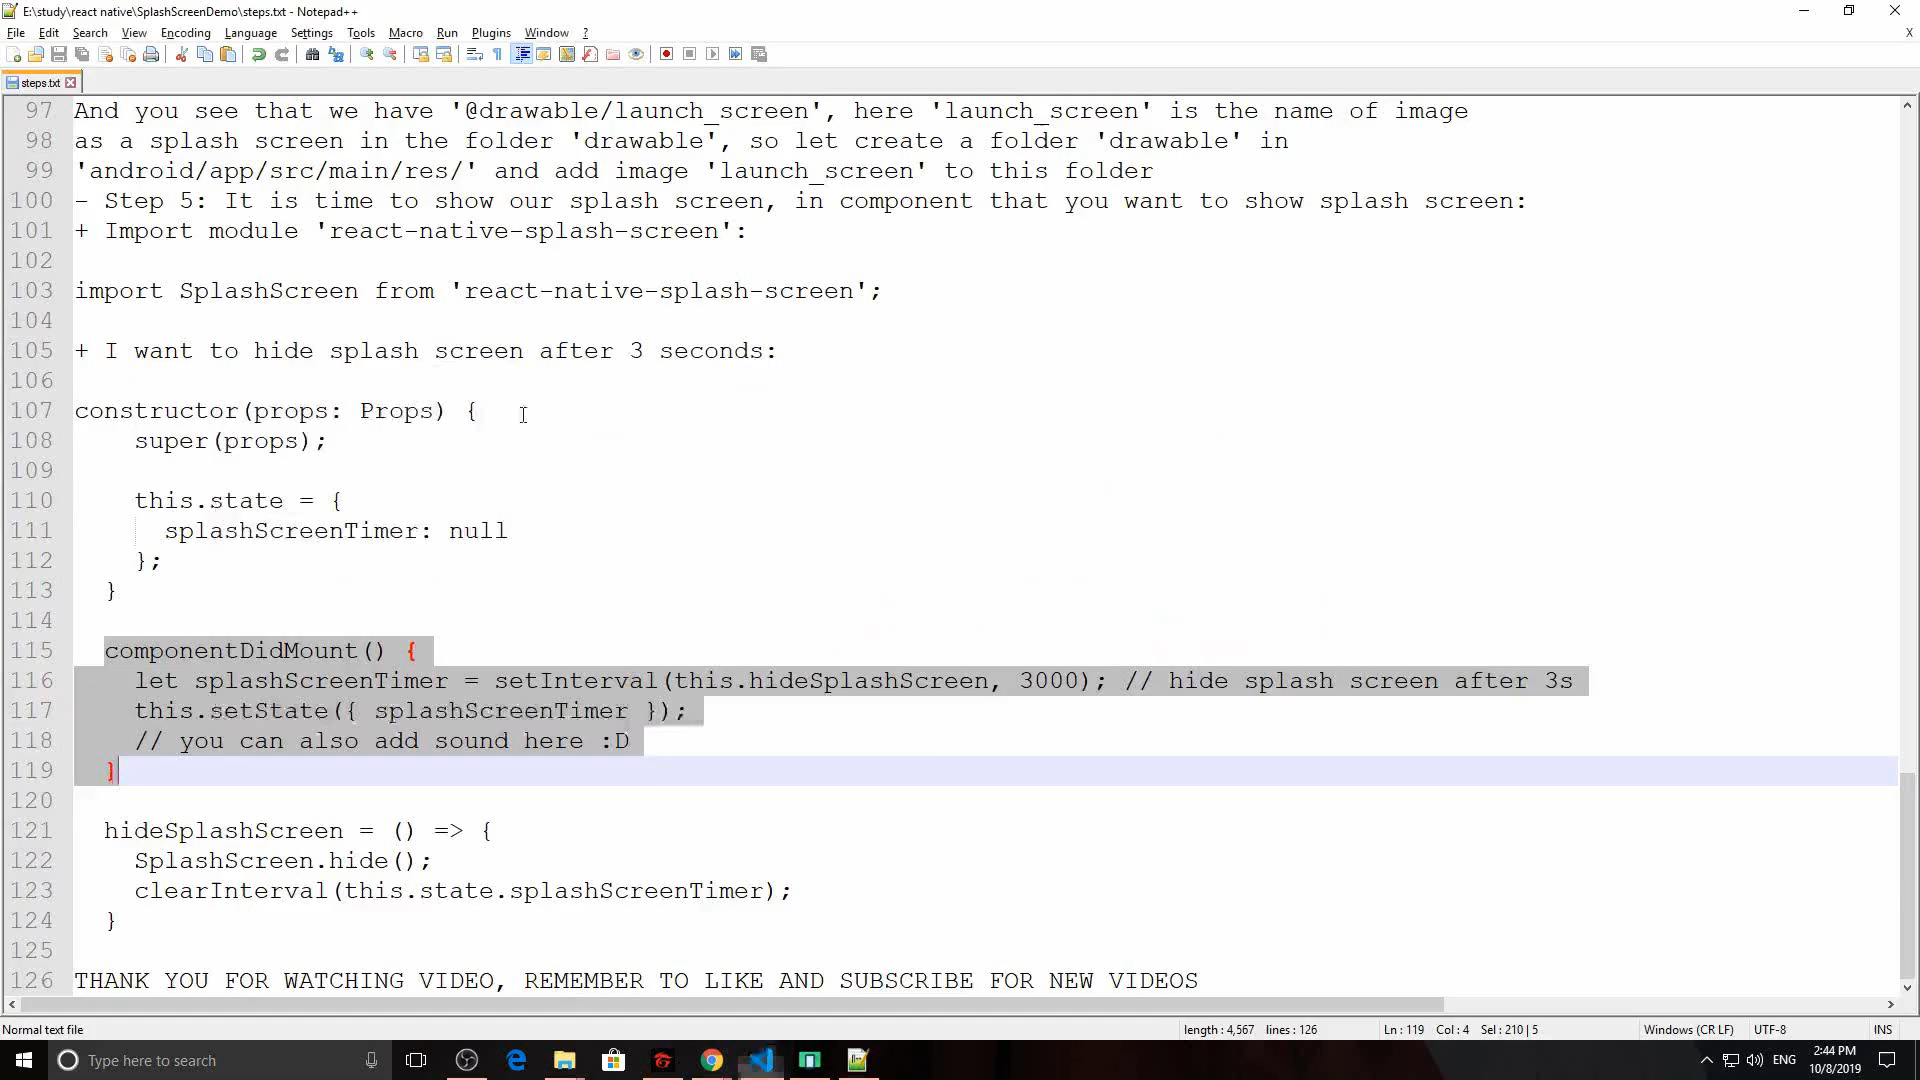 E:\study\react native\SplashScreenDemo\steps.txt - Notepad++
File Edit Search View Encoding Language Settings Tools Macro Run Plugins Window ? X
steps.txt
97 And you see that we have '@drawable/launch_screen', here 'launch_screen' is the name of image
98 as a splash screen in the folder 'drawable', so let create a folder 'drawable' in
99 'android/app/src/main/res/' and add image 'launch_screen' to this folder
100 - Step 5: It is time to show our splash screen, in component that you want to show splash screen:
101 + Import module 'react-native-splash-screen':
102
103 import SplashScreen from 'react-native-splash-screen';
104
105 + I want to hide splash screen after 3 seconds:
106
107 constructor(props: Props) {
108     super(props);
109
110     this.state = {
111       splashScreenTimer: null
112     };
113   }
114
115   componentDidMount() {
116     let splashScreenTimer = setInterval(this.hideSplashScreen, 3000); // hide splash screen after 3s
117     this.setState({ splashScreenTimer });
118     // you can also add sound here :D
119   }
120
121   hideSplashScreen = () => {
122     SplashScreen.hide();
123     clearInterval(this.state.splashScreenTimer);
124   }
125
126 THANK YOU FOR WATCHING VIDEO, REMEMBER TO LIKE AND SUBSCRIBE FOR NEW VIDEOS
Normal text file length : 4,567 lines : 126 Ln : 119 Col : 4 Sel : 210 | 5 Windows (CR LF) UTF-8 INS
Type here to search ENG 2:44 PM
10/8/2019